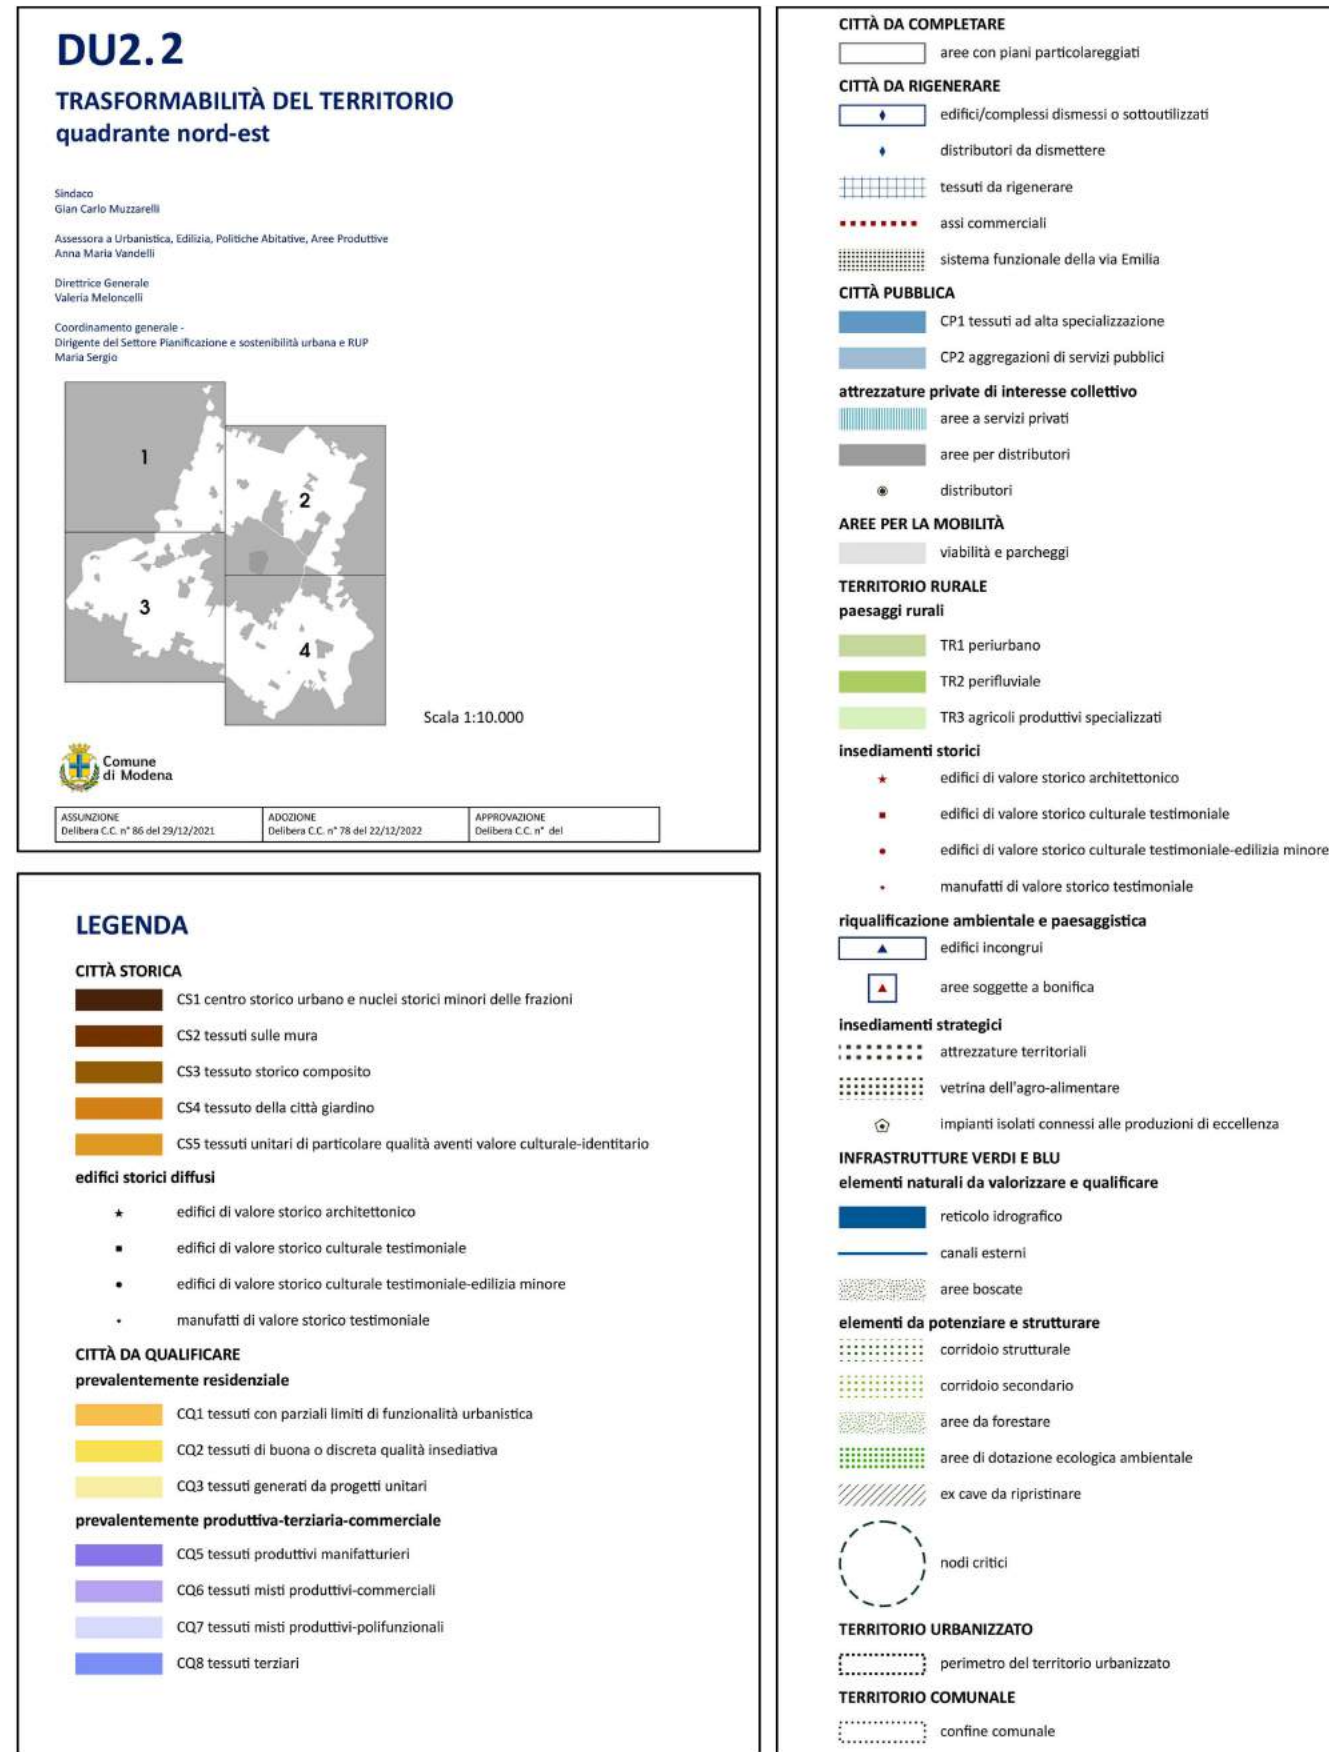 DU2.2
TRASFORMABILITÀ DEL TERRITORIO
quadrante nord-est
Sindaco
Gian Carlo Muzzarelli
Assessora a Urbanistica, Edilizia, Politiche Abitative, Aree Produttive
Anna Maria Vandelli
Direttrice Generale
Valeria Meloncelli
Coordinamento generale -
Dirigente del Settore Pianificazione e sostenibilità urbana e RUP
Maria Sergio
1
2
3
4
Scala 1:10.000
Comune
di Modena
ASSUNZIONE
Delibera C.C. n° 86 del 29/12/2021
ADOZIONE
Delibera C.C. n° 78 del 22/12/2022
APPROVAZIONE
Delibera C.C. n° del
LEGENDA
CITTÀ STORICA
CS1 centro storico urbano e nuclei storici minori delle frazioni
CS2 tessuti sulle mura
CS3 tessuto storico composito
CS4 tessuto della città giardino
CS5 tessuti unitari di particolare qualità aventi valore culturale-identitario
edifici storici diffusi
edifici di valore storico architettonico
edifici di valore storico culturale testimoniale
edifici di valore storico culturale testimoniale-edilizia minore
manufatti di valore storico testimoniale
CITTÀ DA QUALIFICARE
prevalentemente residenziale
CQ1 tessuti con parziali limiti di funzionalità urbanistica
CQ2 tessuti di buona o discreta qualità insediativa
CQ3 tessuti generati da progetti unitari
prevalentemente produttiva-terziaria-commerciale
CQ5 tessuti produttivi manifatturieri
CQ6 tessuti misti produttivi-commerciali
CQ7 tessuti misti produttivi-polifunzionali
CQ8 tessuti terziari
CITTÀ DA COMPLETARE
aree con piani particolareggiati
CITTÀ DA RIGENERARE
edifici/complessi dismessi o sottoutilizzati
distributori da dismettere
tessuti da rigenerare
assi commerciali
sistema funzionale della via Emilia
CITTÀ PUBBLICA
CP1 tessuti ad alta specializzazione
CP2 aggregazioni di servizi pubblici
attrezzature private di interesse collettivo
aree a servizi privati
aree per distributori
distributori
AREE PER LA MOBILITÀ
viabilità e parcheggi
TERRITORIO RURALE
paesaggi rurali
TR1 periurbano
TR2 perifluviale
TR3 agricoli produttivi specializzati
insediamenti storici
edifici di valore storico architettonico
edifici di valore storico culturale testimoniale
edifici di valore storico culturale testimoniale-edilizia minore
manufatti di valore storico testimoniale
riqualificazione ambientale e paesaggistica
edifici incongrui
aree soggette a bonifica
insediamenti strategici
attrezzature territoriali
vetrina dell'agro-alimentare
impianti isolati connessi alle produzioni di eccellenza
INFRASTRUTTURE VERDI E BLU
elementi naturali da valorizzare e qualificare
reticolo idrografico
canali esterni
aree boscate
elementi da potenziare e strutturare
corridoio strutturale
corridoio secondario
aree da forestare
aree di dotazione ecologica ambientale
ex cave da ripristinare
nodi critici
TERRITORIO URBANIZZATO
perimetro del territorio urbanizzato
TERRITORIO COMUNALE
confine comunale